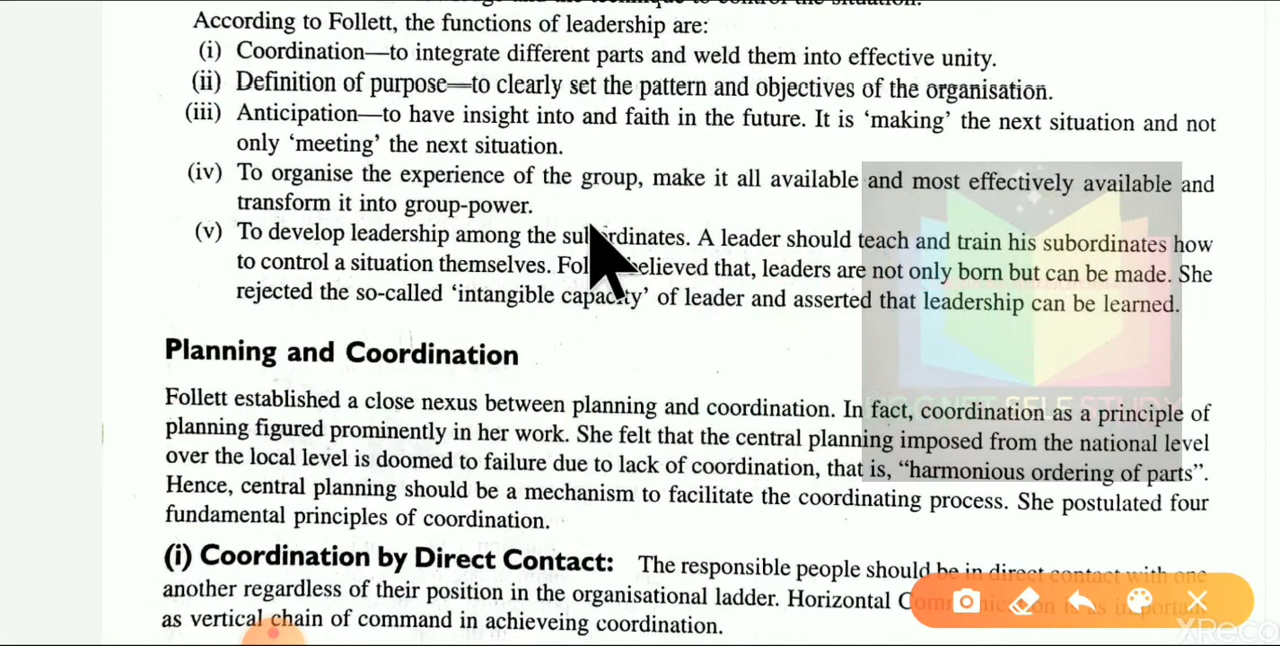 According to Follett, the functions of leadership are:
(i) Coordination—to integrate different parts and weld them into effective unity.
(ii) Definition of purpose—to clearly set the pattern and objectives of the organisation.
(iii) Anticipation—to have insight into and faith in the future. It is ‘making’ the next situation and not
only ‘meeting’ the next situation.
(iv) To organise the experience of the group, make it all available and most effectively available and
transform it into group-power.
(v) To develop leadership among the subordinates. A leader should teach and train his subordinates how
to control a situation themselves. believed that, leaders are not only born but can be made. She
rejected the so-called ‘intangible capacity’ of leader and asserted that leadership can be learned.
Planning and Coordination
Follett established a close nexus between planning and coordination. In fact, coordination as a principle of
planning figured prominently in her work. She felt that the central planning imposed from the national level
over the local level is doomed to failure due to lack of coordination, that is, “harmonious ordering of parts”.
Hence, central planning should be a mechanism to facilitate the coordinating process. She postulated four
fundamental principles of coordination.
(i) Coordination by Direct Contact: The responsible people should be in direct contact with one
another regardless of their position in the organisational ladder. Horizontal
as vertical chain of command in achieveing coordination.